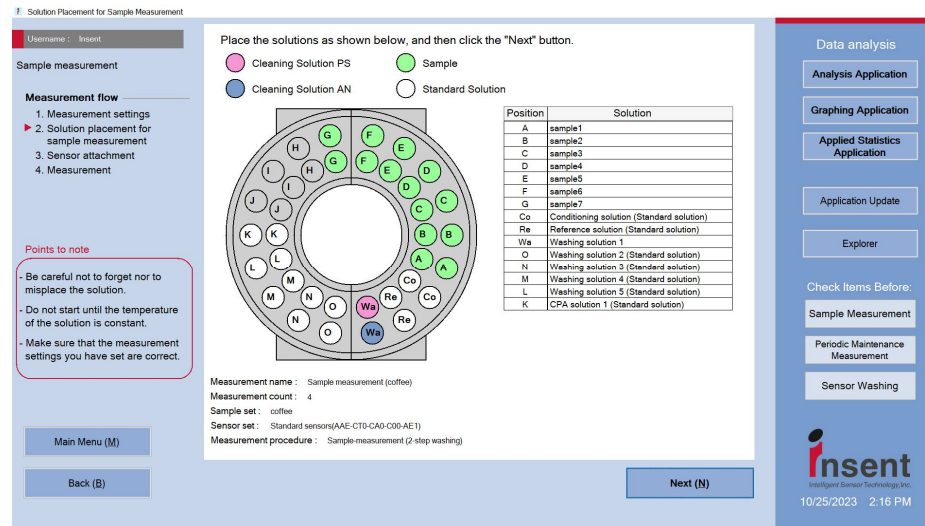 Solution Placement for Sample Measurement
Username : Insent
Sample measurement
Measurement flow
1. Measurement settings
2. Solution placement for
sample measurement
3. Sensor attachment
4. Measurement
Points to note
- Be careful not to forget nor to
misplace the solution.
- Do not start until the temperature
of the solution is constant.
- Make sure that the measurement
settings you have set are correct.
Main Menu (M)
Back (B)
Place the solutions as shown below, and then click the "Next" button.
Cleaning Solution PS
Sample
Cleaning Solution AN
Standard Solution
G F
H G F E
I H E D
J I D C
J C
K K B B
L L A A
M M Co Co
N N Re Re
O O Wa Wa
Position Solution
A sample1
B sample2
C sample3
D sample4
E sample5
F sample6
G sample7
Co Conditioning solution (Standard solution)
Re Reference solution (Standard solution)
Wa Washing solution 1
O Washing solution 2 (Standard solution)
N Washing solution 3 (Standard solution)
M Washing solution 4 (Standard solution)
L Washing solution 5 (Standard solution)
K CPA solution 1 (Standard solution)
Measurement name : Sample measurement (coffee)
Measurement count : 4
Sample set : coffee
Sensor set : Standard sensors(AAE-CT0-CA0-C00-AE1)
Measurement procedure : Sample-measurement (2-step washing)
Next (N)
Data analysis
Analysis Application
Graphing Application
Applied Statistics
Application
Application Update
Explorer
Check Items Before:
Sample Measurement
Periodic Maintenance
Measurement
Sensor Washing
insent
Intelligent Sensor Technology, Inc.
10/25/2023 2:16 PM